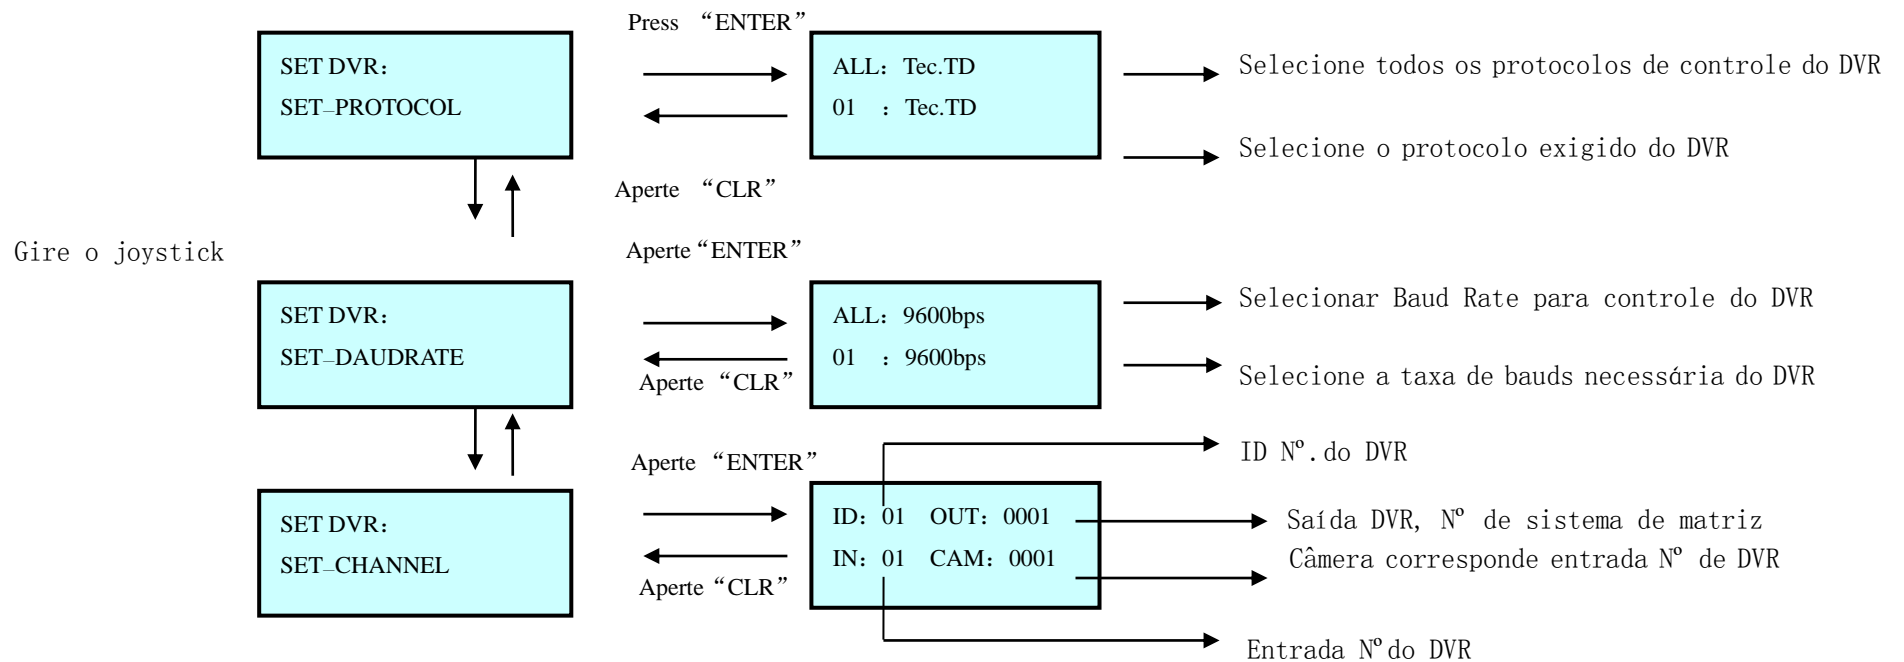 Press “ENTER”
SET DVR：
SET–PROTOCOL
ALL：Tec.TD
01 ：Tec.TD
Selecione todos os protocolos de controle do DVR
Selecione o protocolo exigido do DVR
Aperte “CLR”
Gire o joystick
Aperte “ENTER”
SET DVR：
SET–DAUDRATE
ALL：9600bps
01 ：9600bps
Selecionar Baud Rate para controle do DVR
Selecione a taxa de bauds necessária do DVR
Aperte “CLR”
Aperte “ENTER”
ID Nº.do DVR
SET DVR：
SET–CHANNEL
ID：01 OUT：0001
IN：01 CAM：0001
Saída DVR, Nº de sistema de matriz
Câmera corresponde entrada Nº de DVR
Aperte “CLR”
Entrada Nºdo DVR